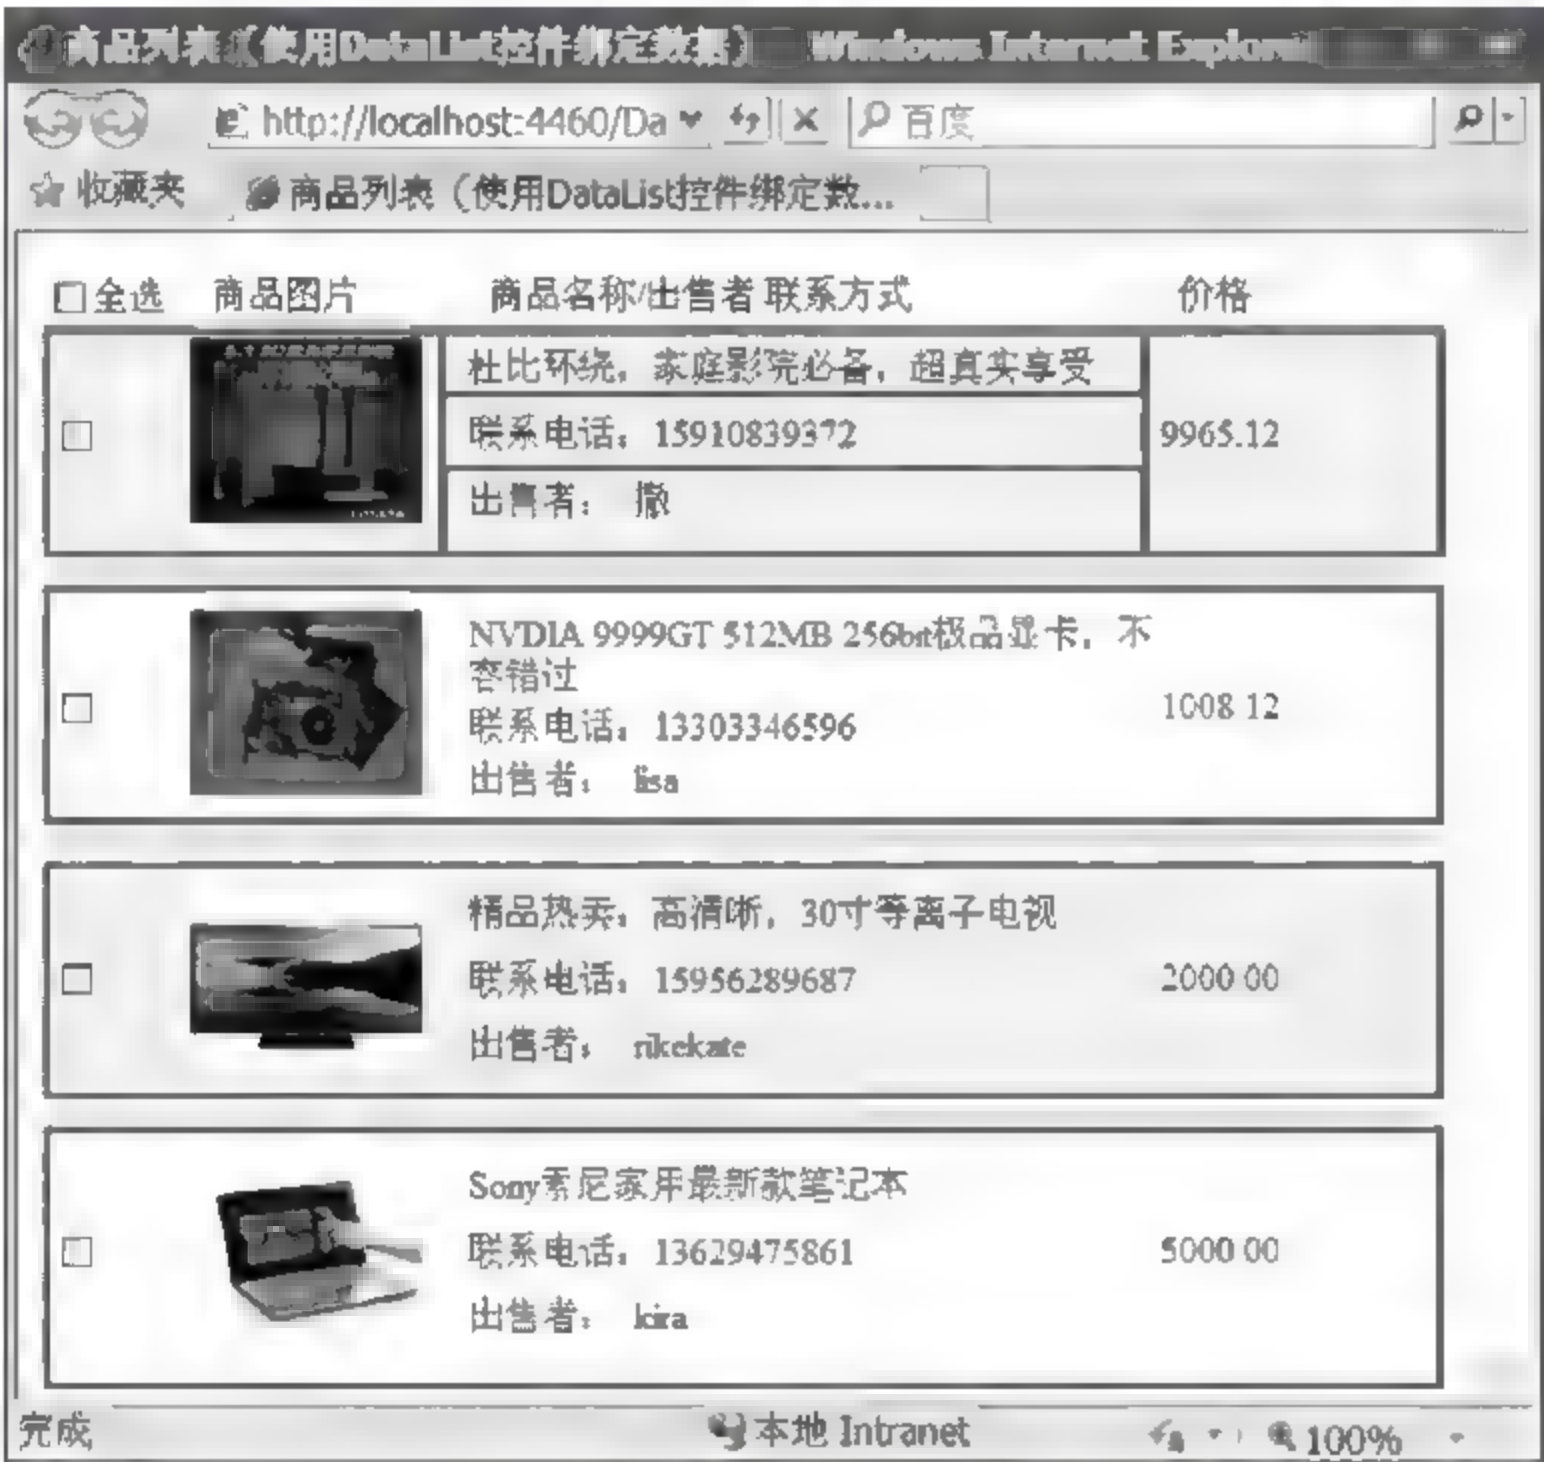 商品列表（使用DataList控件绑定数据） Windows Internet Explorer
http://localhost:4460/Da
百度
收藏夹
商品列表（使用DataList控件绑定数...
全选 商品图片 商品名称/出售者 联系方式 价格
杜比环绕，家庭影院必备，超真实享受
联系电话：15910839372
9965.12
出售者： 撒
NVDIA 9999GT 512MB 256bit极品显卡，不
容错过
联系电话：13303346596
1008 12
出售者： lisa
精品热卖：高清晰，30寸等离子电视
联系电话：15956289687
2000 00
出售者： rikekate
Sony索尼家用最新款笔记本
联系电话：13629475861
5000 00
出售者： kira
完成
本地 Intranet
100%